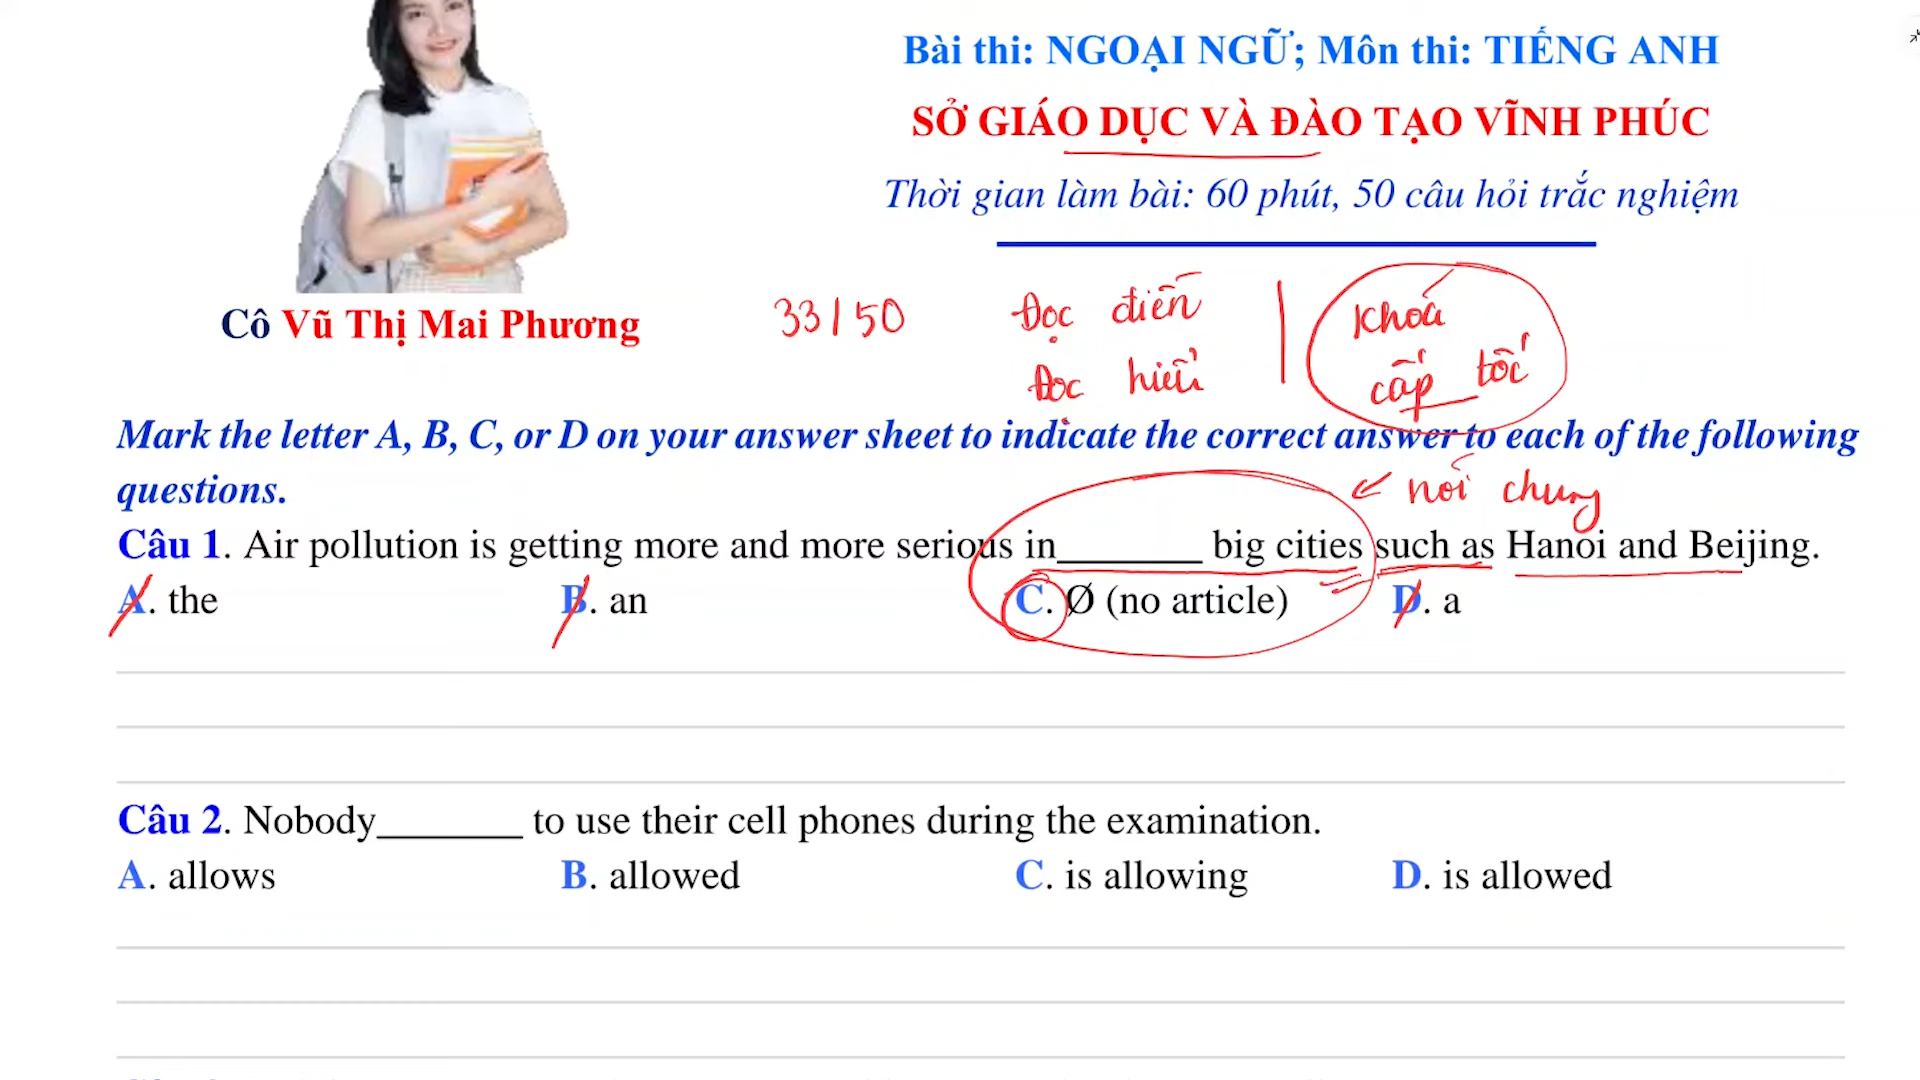 Bài thi: NGOẠI NGỮ; Môn thi: TIẾNG ANH
SỞ GIÁO DỤC VÀ ĐÀO TẠO VĨNH PHÚC
Thời gian làm bài: 60 phút, 50 câu hỏi trắc nghiệm
Cô Vũ Thị Mai Phương
33/50
Đọc điền
Đọc hiểu
Khoá
cấp tốc
Mark the letter A, B, C, or D on your answer sheet to indicate the correct answer to each of the following
questions.
nói chung
Câu 1. Air pollution is getting more and more serious in_______ big cities such as Hanoi and Beijing.
A. the B. an C. Ø (no article) D. a
Câu 2. Nobody_______ to use their cell phones during the examination.
A. allows B. allowed C. is allowing D. is allowed